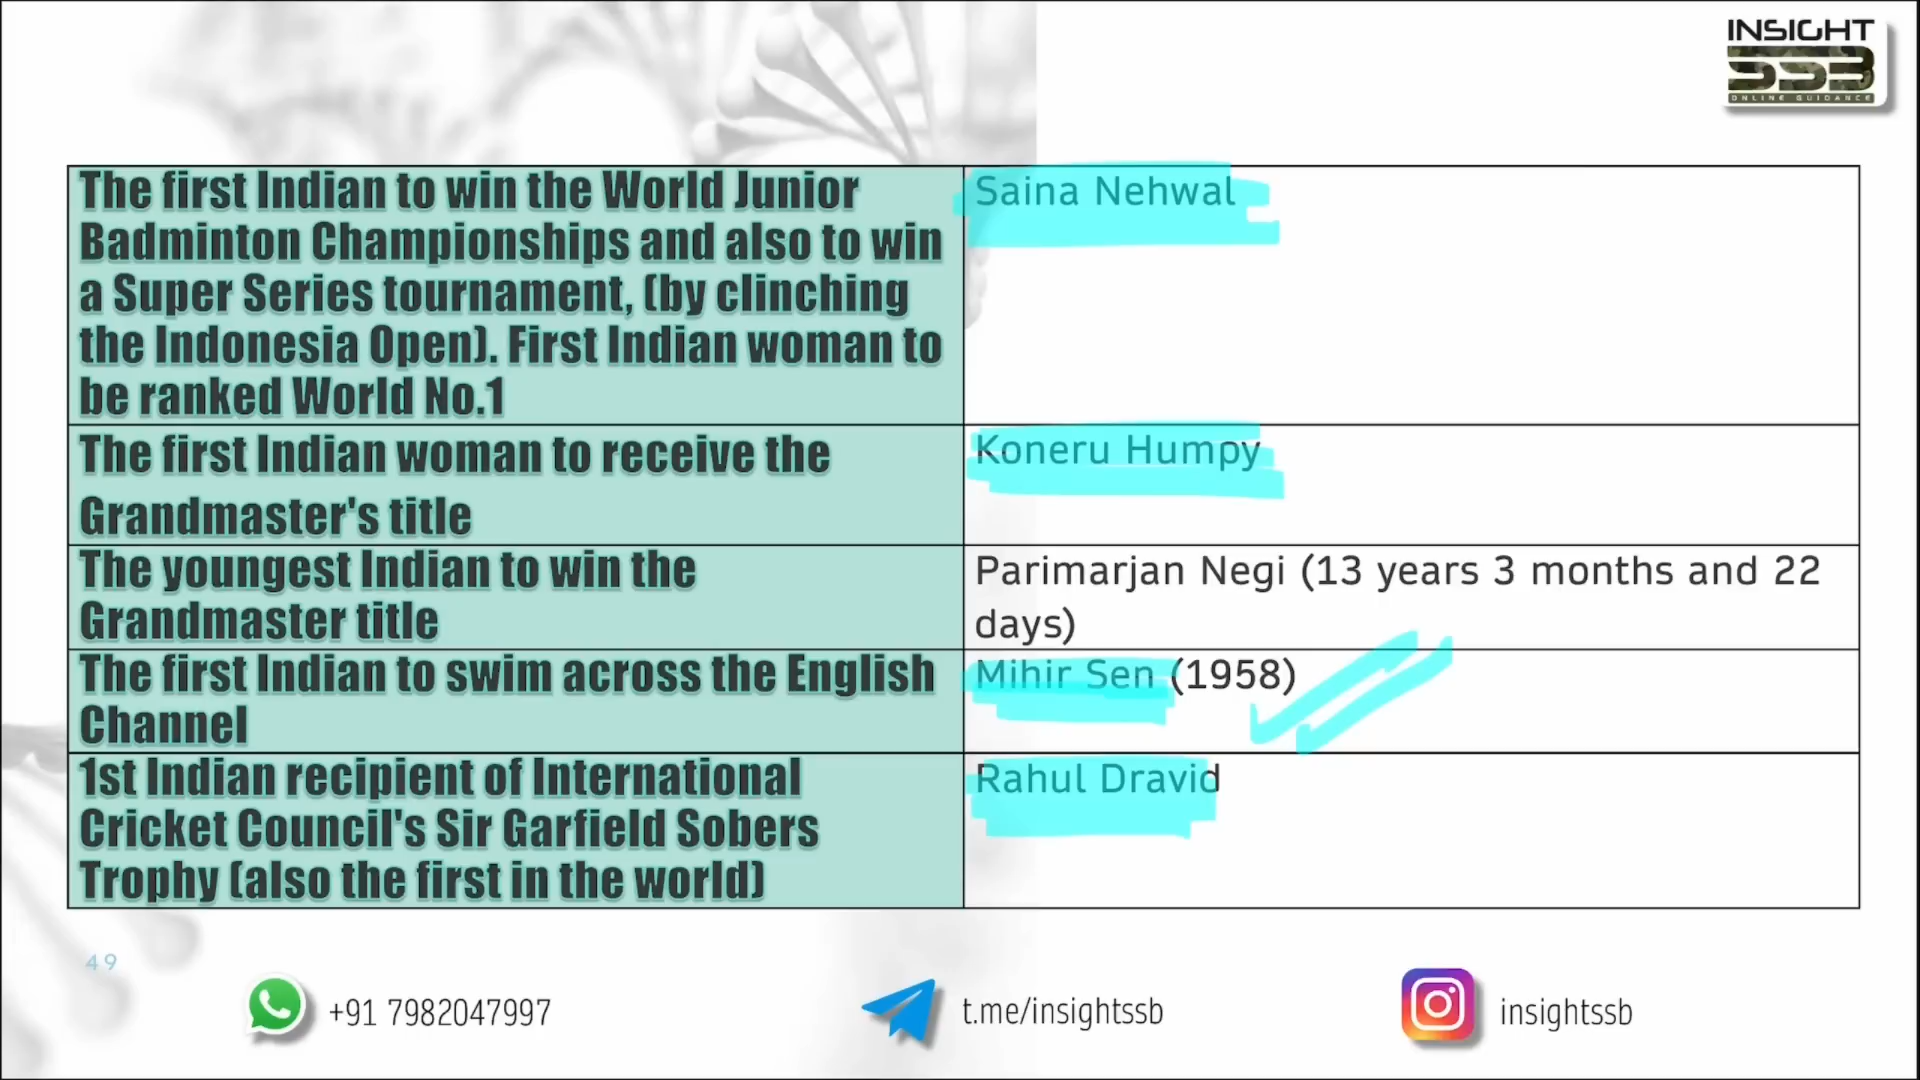 INSIGHT
SSB
ONLINE GUIDANCE
The first Indian to win the World Junior
Badminton Championships and also to win
a Super Series tournament, (by clinching
the Indonesia Open). First Indian woman to
be ranked World No.1
Saina Nehwal
The first Indian woman to receive the
Grandmaster's title
Koneru Humpy
The youngest Indian to win the
Grandmaster title
Parimarjan Negi (13 years 3 months and 22
days)
The first Indian to swim across the English
Channel
Mihir Sen (1958)
1st Indian recipient of International
Cricket Council's Sir Garfield Sobers
Trophy (also the first in the world)
Rahul Dravid
49
+91 7982047997
t.me/insightssb
insightssb